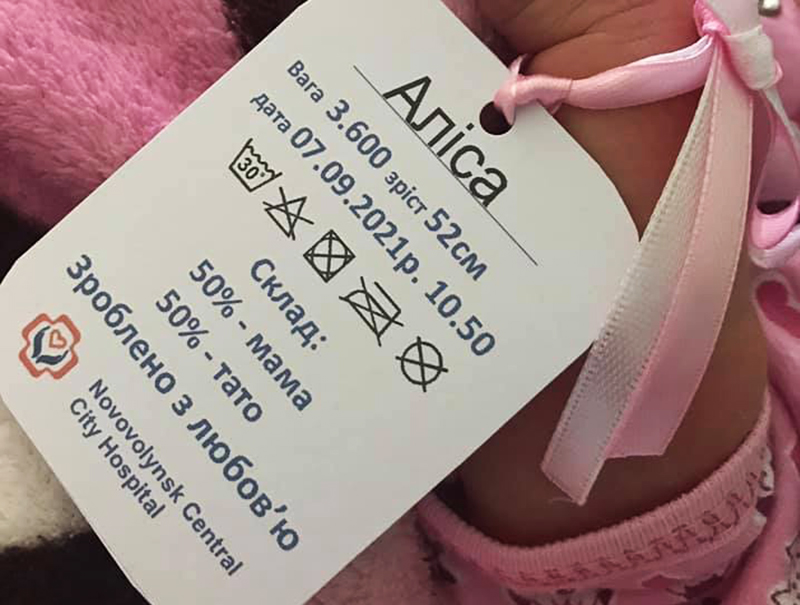 Аліса
Вага 3.600 зріст 52см
дата 07.09.2021р. 10.50
30°
Склад:
50% - мама
50% - тато
Зроблено з любов'ю
Novovolynsk Central
City Hospital